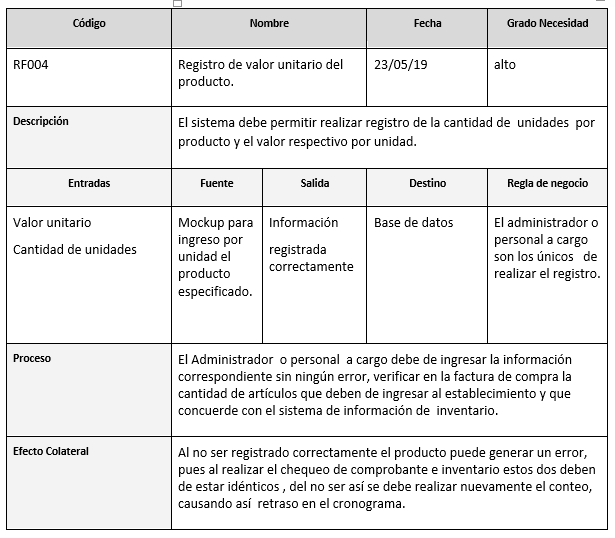 Código Nombre Fecha Grado Necesidad
RF004 Registro de valor unitario del 23/05/19 alto
producto.
Descripción El sistema debe permitir realizar registro de la cantidad de unidades por
producto y el valor respectivo por unidad.
Entradas Fuente Salida Destino Regla de negocio
Valor unitario
Cantidad de unidades
Mockup para
ingreso por
unidad el
producto
especificado.
Información
registrada
correctamente
Base de datos
El administrador o
personal a cargo
son los únicos de
realizar el registro.
Proceso El Administrador o personal a cargo debe de ingresar la información
correspondiente sin ningún error, verificar en la factura de compra la
cantidad de artículos que deben de ingresar al establecimiento y que
concuerde con el sistema de información de inventario.
Efecto Colateral Al no ser registrado correctamente el producto puede generar un error,
pues al realizar el chequeo de comprobante e inventario estos dos deben
de estar idénticos , del no ser así se debe realizar nuevamente el conteo,
causando así retraso en el cronograma.